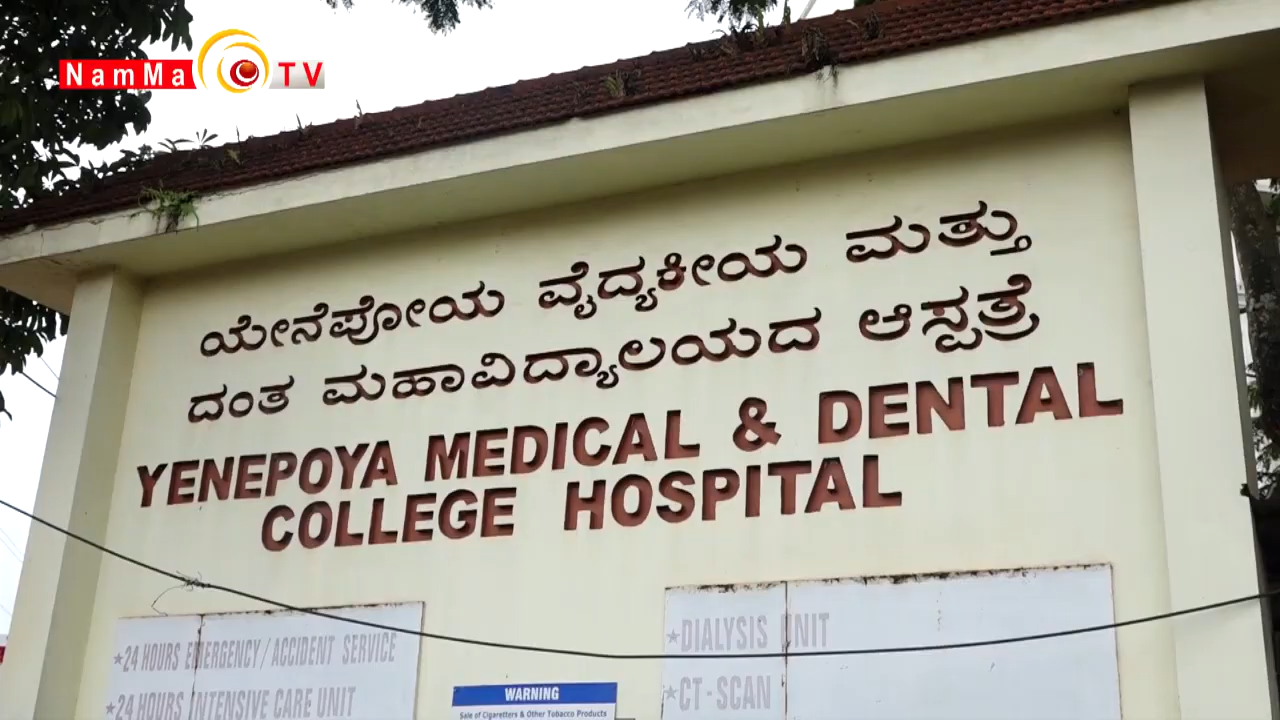 NamMa TV
ಯೇನೆಪೋಯ ವೈದ್ಯಕೀಯ ಮತ್ತು
ದಂತ ಮಹಾವಿದ್ಯಾಲಯದ ಆಸ್ಪತ್ರೆ
YENEPOYA MEDICAL & DENTAL
COLLEGE HOSPITAL
★24 HOURS EMERGENCY/ACCIDENT SERVICE
★24 HOURS INTENSIVE CARE UNIT
WARNING
Sale of Cigaretters & Other Tobacco Products
★DIALYSIS UNIT
★CT-SCAN